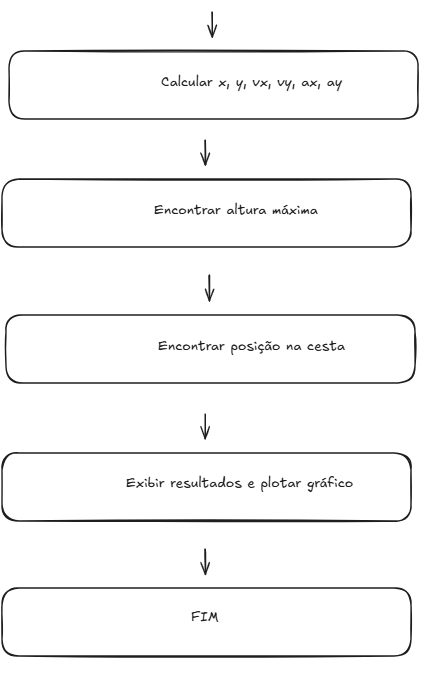 Calcular x, y, vx, vy, ax, ay
Encontrar altura máxima
Encontrar posição na cesta
Exibir resultados e plotar gráfico
FIM